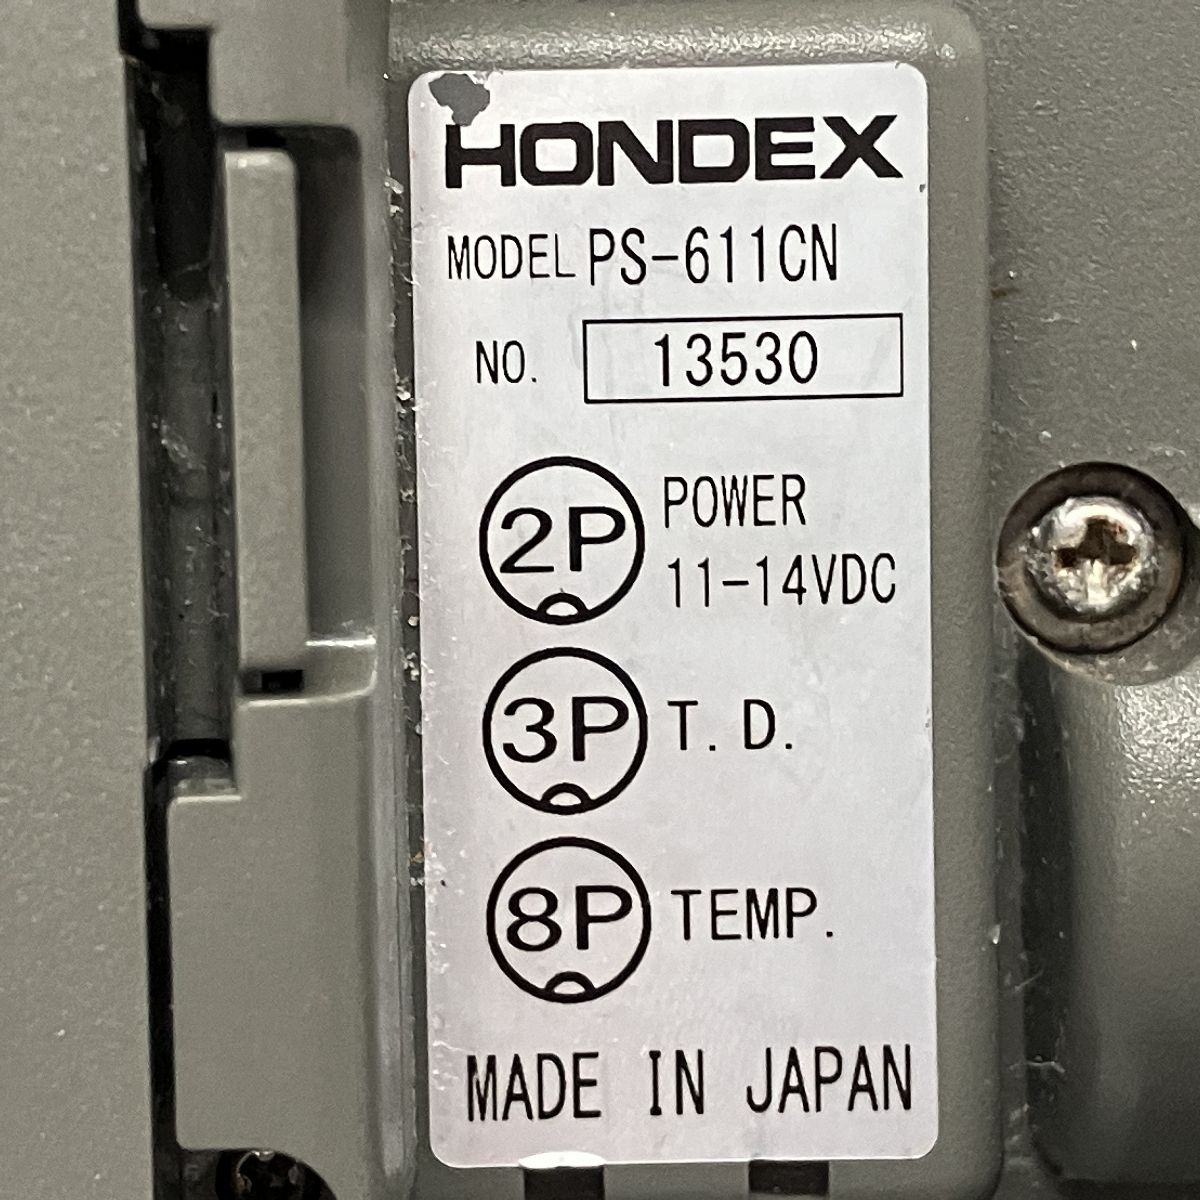 HONDEX
MODEL PS-611CN
NO. 13530
2P POWER
11-14VDC
3P T.D.
8P TEMP.
MADE IN JAPAN